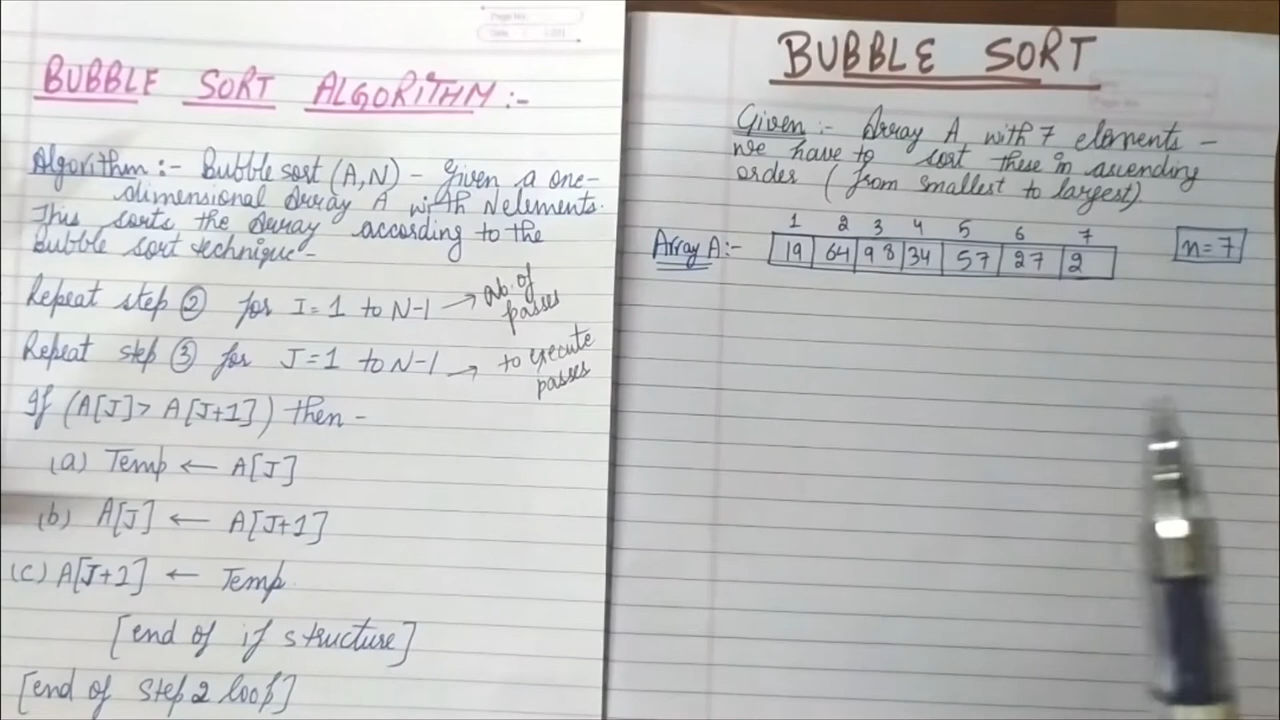 BUBBLE SORT ALGORITHM :-
Algorithm :- Bubble sort (A,N) - Given a one-
dimensional Array A with N elements.
This sorts the Array according to the
Bubble sort technique -
Repeat step ② for I = 1 to N-1 → no. of
passes
Repeat step ③ for J = 1 to N-1 → to execute
passes
If (A[J] > A[J+1]) then -
(a) Temp ← A[J]
(b) A[J] ← A[J+1]
(c) A[J+1] ← Temp
[end of if structure]
[end of step 2 loop]
BUBBLE SORT
Given :- Array A with 7 elements -
we have to sort these in ascending
order (from smallest to largest).
1 2 3 4 5 6 7
Array A :- 19 64 98 34 57 27 2 n=7